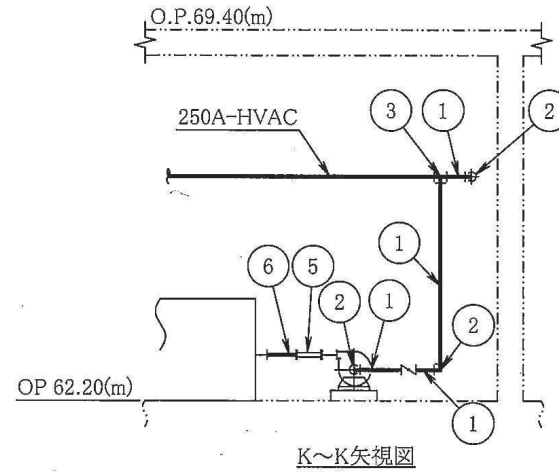 O.P.69.40(m)
3 1 2
250A-HVAC
1
6 5 2 1 2
OP 62.20(m)
1
K～K矢視図